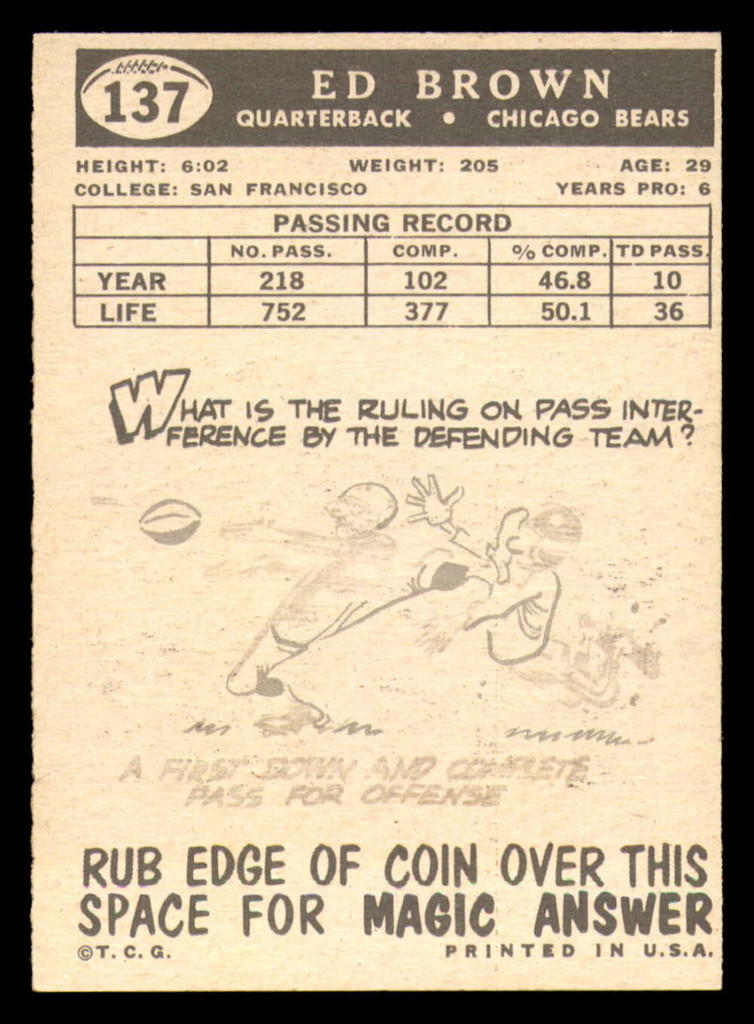 137
ED BROWN
QUARTERBACK • CHICAGO BEARS
HEIGHT: 6:02 WEIGHT: 205 AGE: 29
COLLEGE: SAN FRANCISCO YEARS PRO: 6
PASSING RECORD
NO. PASS. COMP. % COMP. TD PASS.
YEAR 218 102 46.8 10
LIFE 752 377 50.1 36
WHAT IS THE RULING ON PASS INTER-
FERENCE BY THE DEFENDING TEAM?
A FIRST DOWN AND COMPLETE
PASS FOR OFFENSE
RUB EDGE OF COIN OVER THIS
SPACE FOR MAGIC ANSWER
©T.C.G. PRINTED IN U.S.A.